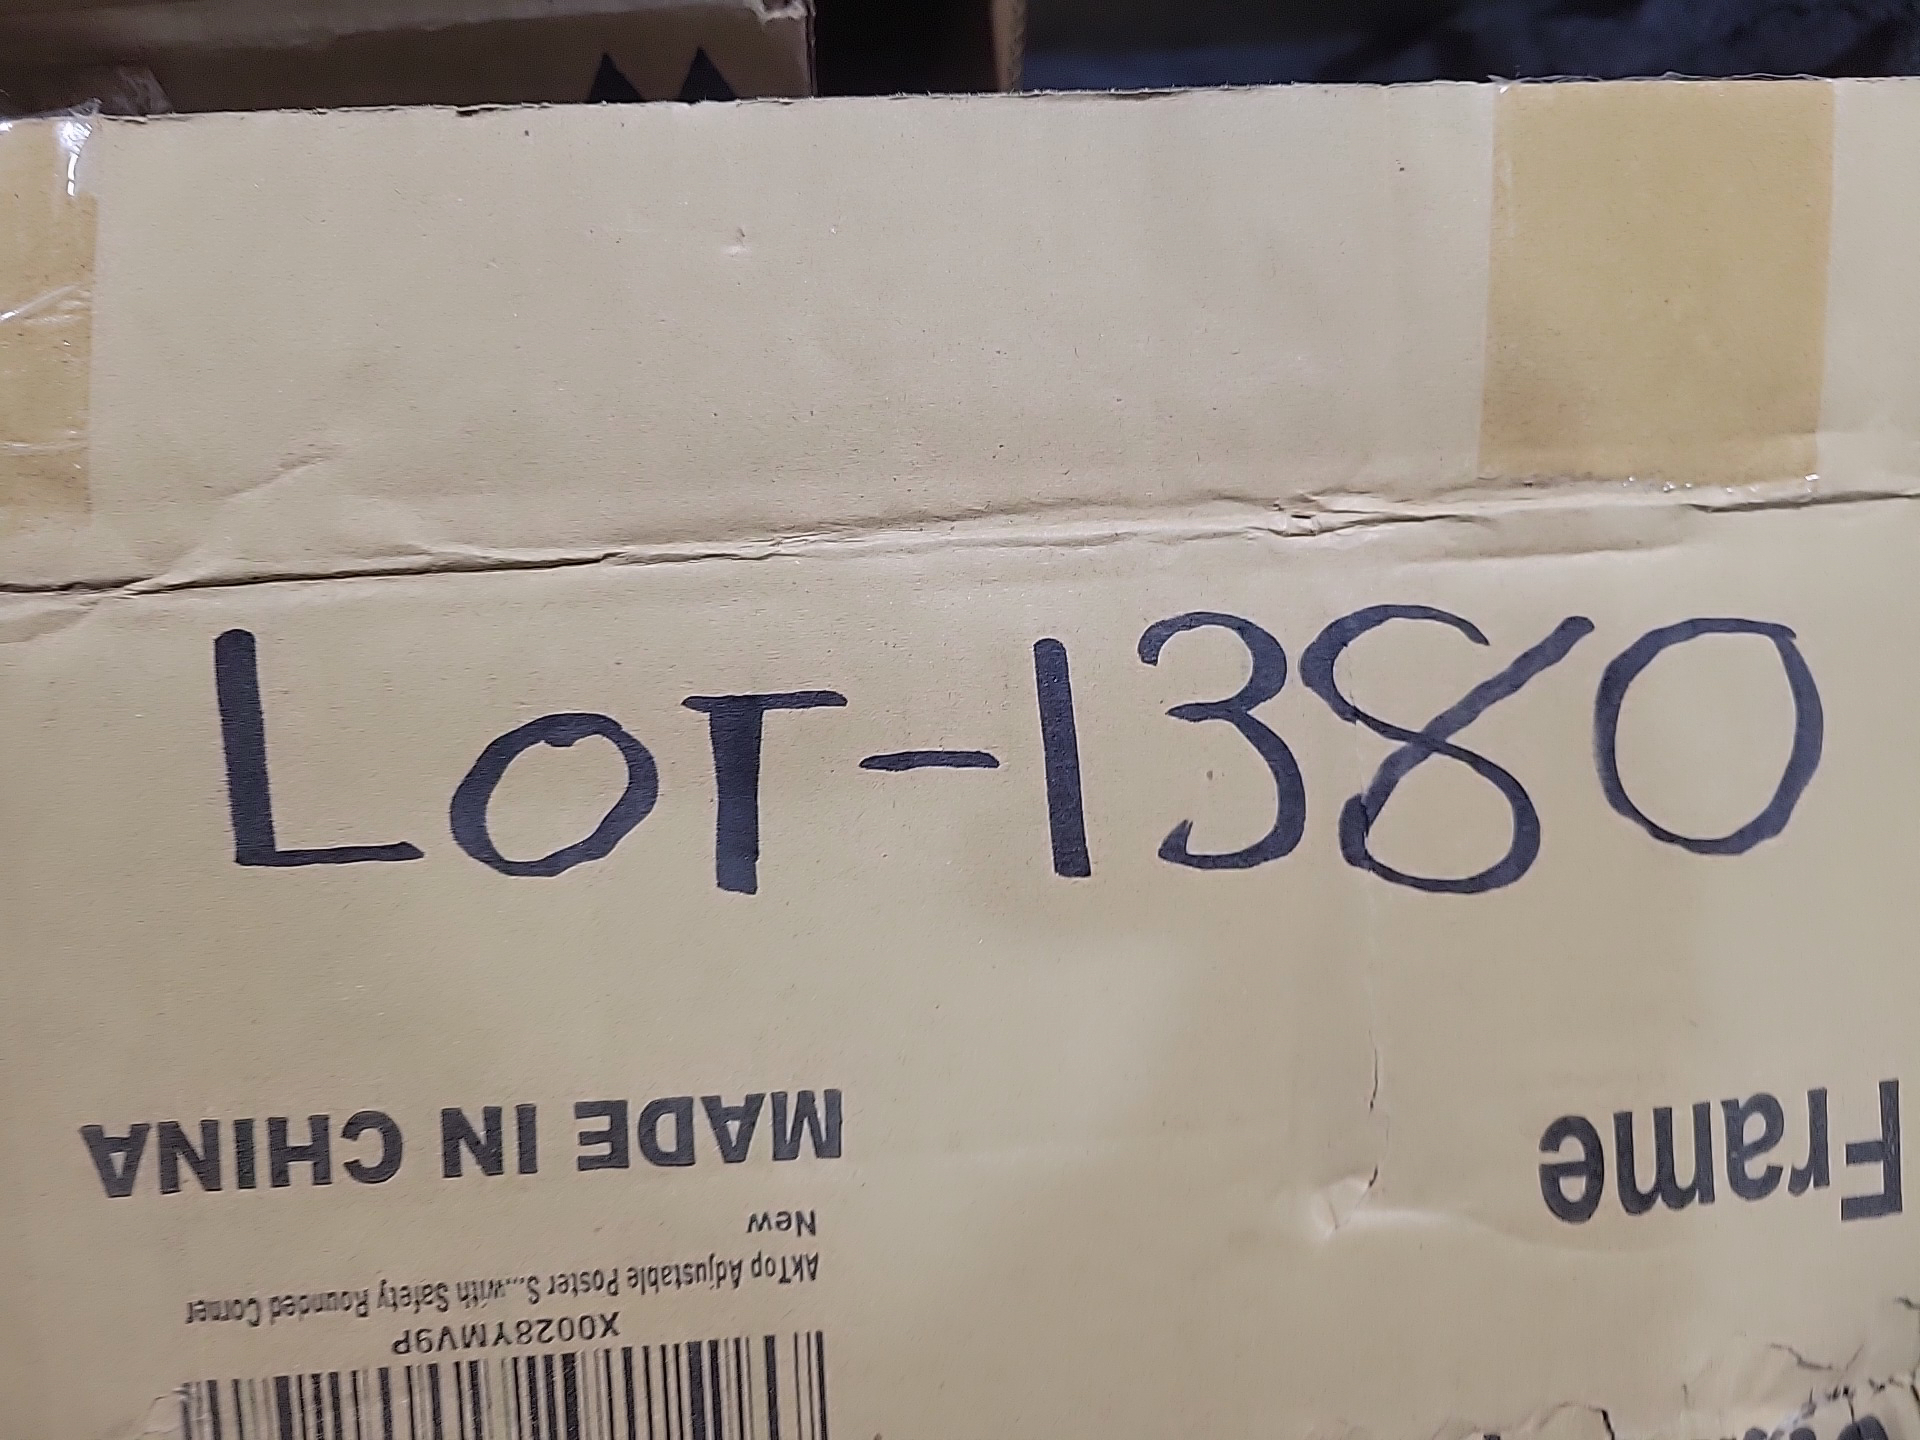 LOT-1380
Frame
MADE IN CHINA
New
AkTop Adjustable Poster S...with Safety Rounded Corner
X0028YMV9P